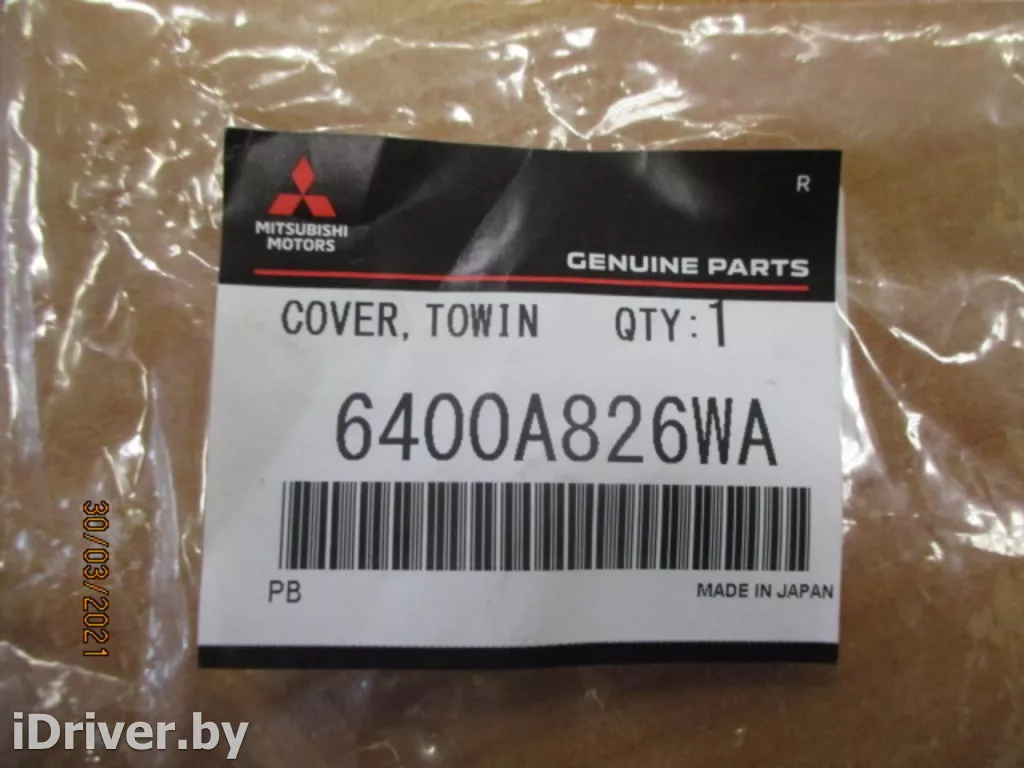 R
MITSUBISHI
MOTORS
GENUINE PARTS
COVER, TOWIN QTY:1
6400A826WA
PB MADE IN JAPAN
30/03/2021
iDriver.by